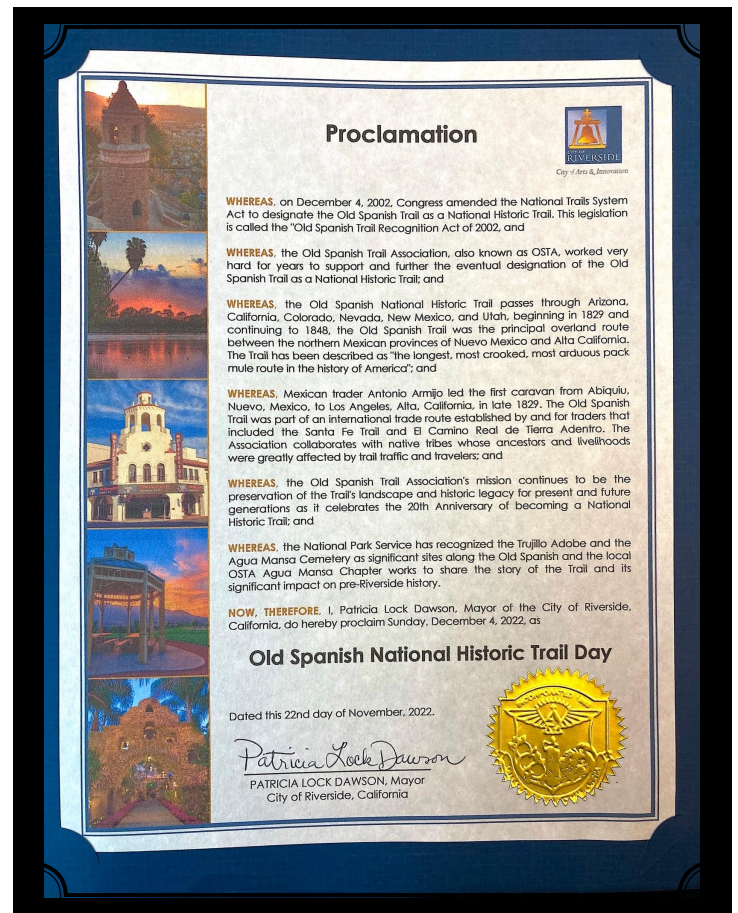 Proclamation
CITY OF
RIVERSIDE
City of Arts & Innovation
WHEREAS, on December 4, 2002, Congress amended the National Trails System
Act to designate the Old Spanish Trail as a National Historic Trail. This legislation
is called the "Old Spanish Trail Recognition Act of 2002, and
WHEREAS, the Old Spanish Trail Association, also known as OSTA, worked very
hard for years to support and further the eventual designation of the Old
Spanish Trail as a National Historic Trail; and
WHEREAS, the Old Spanish National Historic Trail passes through Arizona,
California, Colorado, Nevada, New Mexico, and Utah, beginning in 1829 and
continuing to 1848, the Old Spanish Trail was the principal overland route
between the northern Mexican provinces of Nuevo Mexico and Alta California.
The Trail has been described as "the longest, most crooked, most arduous pack
mule route in the history of America"; and
WHEREAS, Mexican trader Antonio Armijo led the first caravan from Abiquiu,
Nuevo, Mexico, to Los Angeles, Alta, California, in late 1829. The Old Spanish
Trail was part of an international trade route established by and for traders that
included the Santa Fe Trail and El Camino Real de Tierra Adentro. The
Association collaborates with native tribes whose ancestors and livelihoods
were greatly affected by trail traffic and travelers; and
WHEREAS, the Old Spanish Trail Association's mission continues to be the
preservation of the Trail's landscape and historic legacy for present and future
generations as it celebrates the 20th Anniversary of becoming a National
Historic Trail; and
WHEREAS, the National Park Service has recognized the Trujillo Adobe and the
Agua Mansa Cemetery as significant sites along the Old Spanish and the local
OSTA Agua Mansa Chapter works to share the story of the Trail and its
significant impact on pre-Riverside history.
NOW, THEREFORE, I, Patricia Lock Dawson, Mayor of the City of Riverside,
California, do hereby proclaim Sunday, December 4, 2022, as
Old Spanish National Historic Trail Day
Dated this 22nd day of November, 2022.
Patricia Lock Dawson
PATRICIA LOCK DAWSON, Mayor
City of Riverside, California